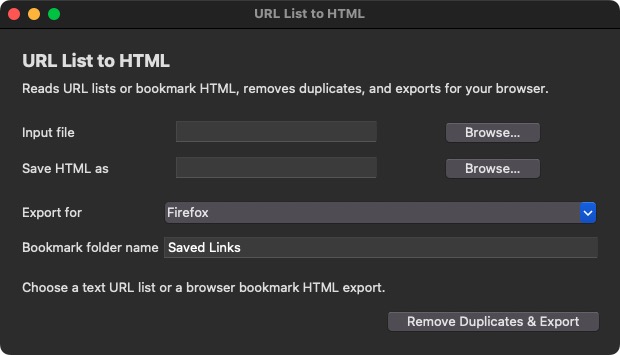 URL List to HTML
URL List to HTML
Reads URL lists or bookmark HTML, removes duplicates, and exports for your browser.
Input file Browse...
Save HTML as Browse...
Export for Firefox
Bookmark folder name Saved Links
Choose a text URL list or a browser bookmark HTML export.
Remove Duplicates & Export